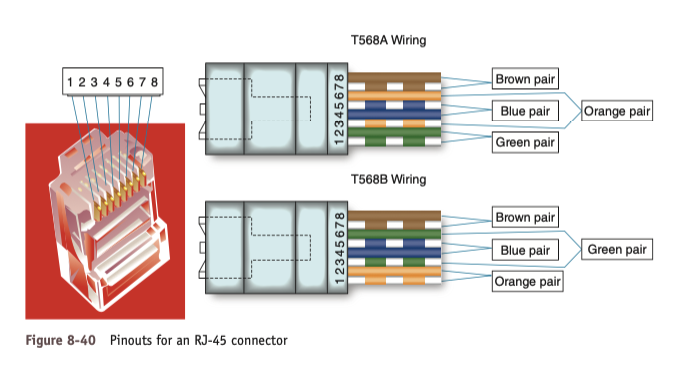 T568A Wiring
1 2 3 4 5 6 7 8
12345678
Brown pair
Blue pair
Orange pair
Green pair
T568B Wiring
12345678
Brown pair
Blue pair
Green pair
Orange pair
Figure 8-40 Pinouts for an RJ-45 connector